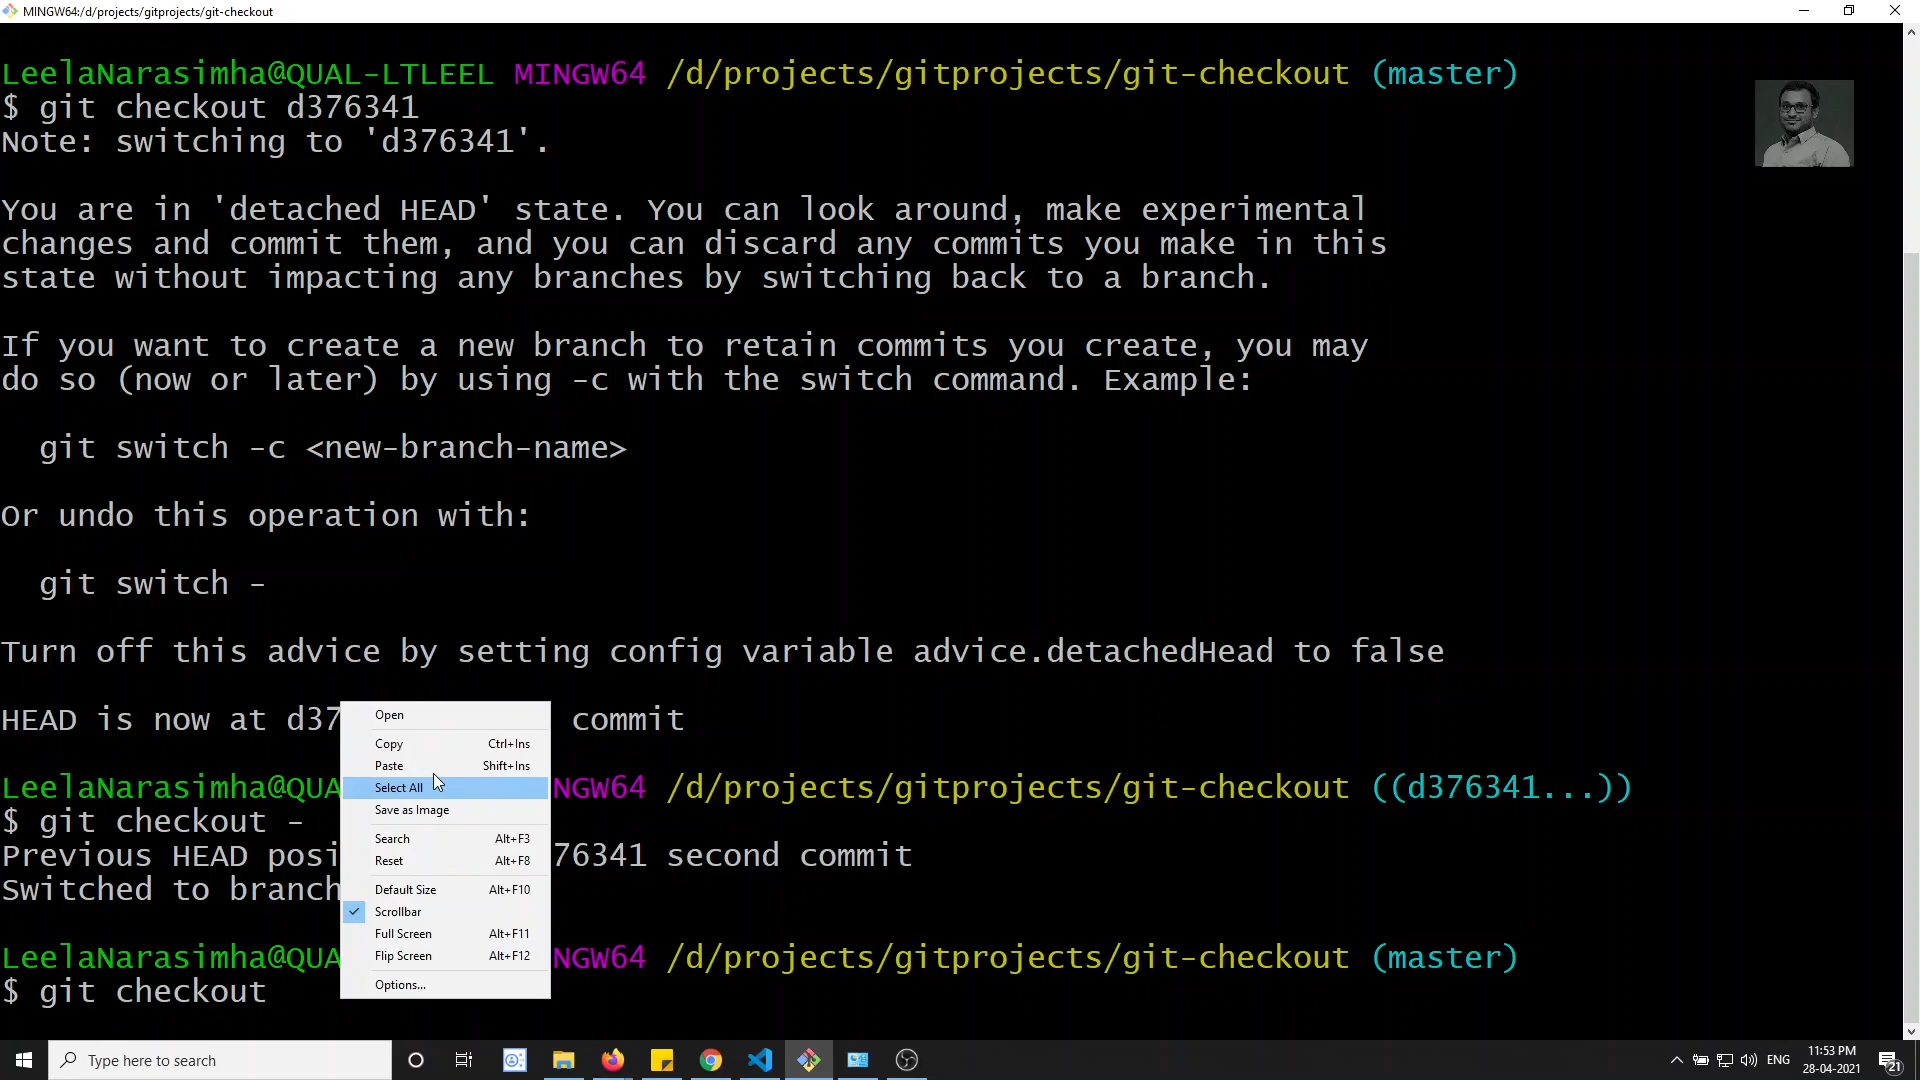 MINGW64:/d/projects/gitprojects/git-checkout
LeelaNarasimha@QUAL-LTLEEL MINGW64 /d/projects/gitprojects/git-checkout (master)
$ git checkout d376341
Note: switching to 'd376341'.
You are in 'detached HEAD' state. You can look around, make experimental
changes and commit them, and you can discard any commits you make in this
state without impacting any branches by switching back to a branch.
If you want to create a new branch to retain commits you create, you may
do so (now or later) by using -c with the switch command. Example:
git switch -c <new-branch-name>
Or undo this operation with:
git switch -
Turn off this advice by setting config variable advice.detachedHead to false
HEAD is now at d37 commit
LeelaNarasimha@QUA NGW64 /d/projects/gitprojects/git-checkout ((d376341...))
$ git checkout -
Previous HEAD posi 76341 second commit
Switched to branch
LeelaNarasimha@QUA NGW64 /d/projects/gitprojects/git-checkout (master)
$ git checkout
Open
Copy Ctrl+Ins
Paste Shift+Ins
Select All
Save as Image
Search Alt+F3
Reset Alt+F8
Default Size Alt+F10
Scrollbar
Full Screen Alt+F11
Flip Screen Alt+F12
Options...
Type here to search
ENG
11:53 PM
28-04-2021
21